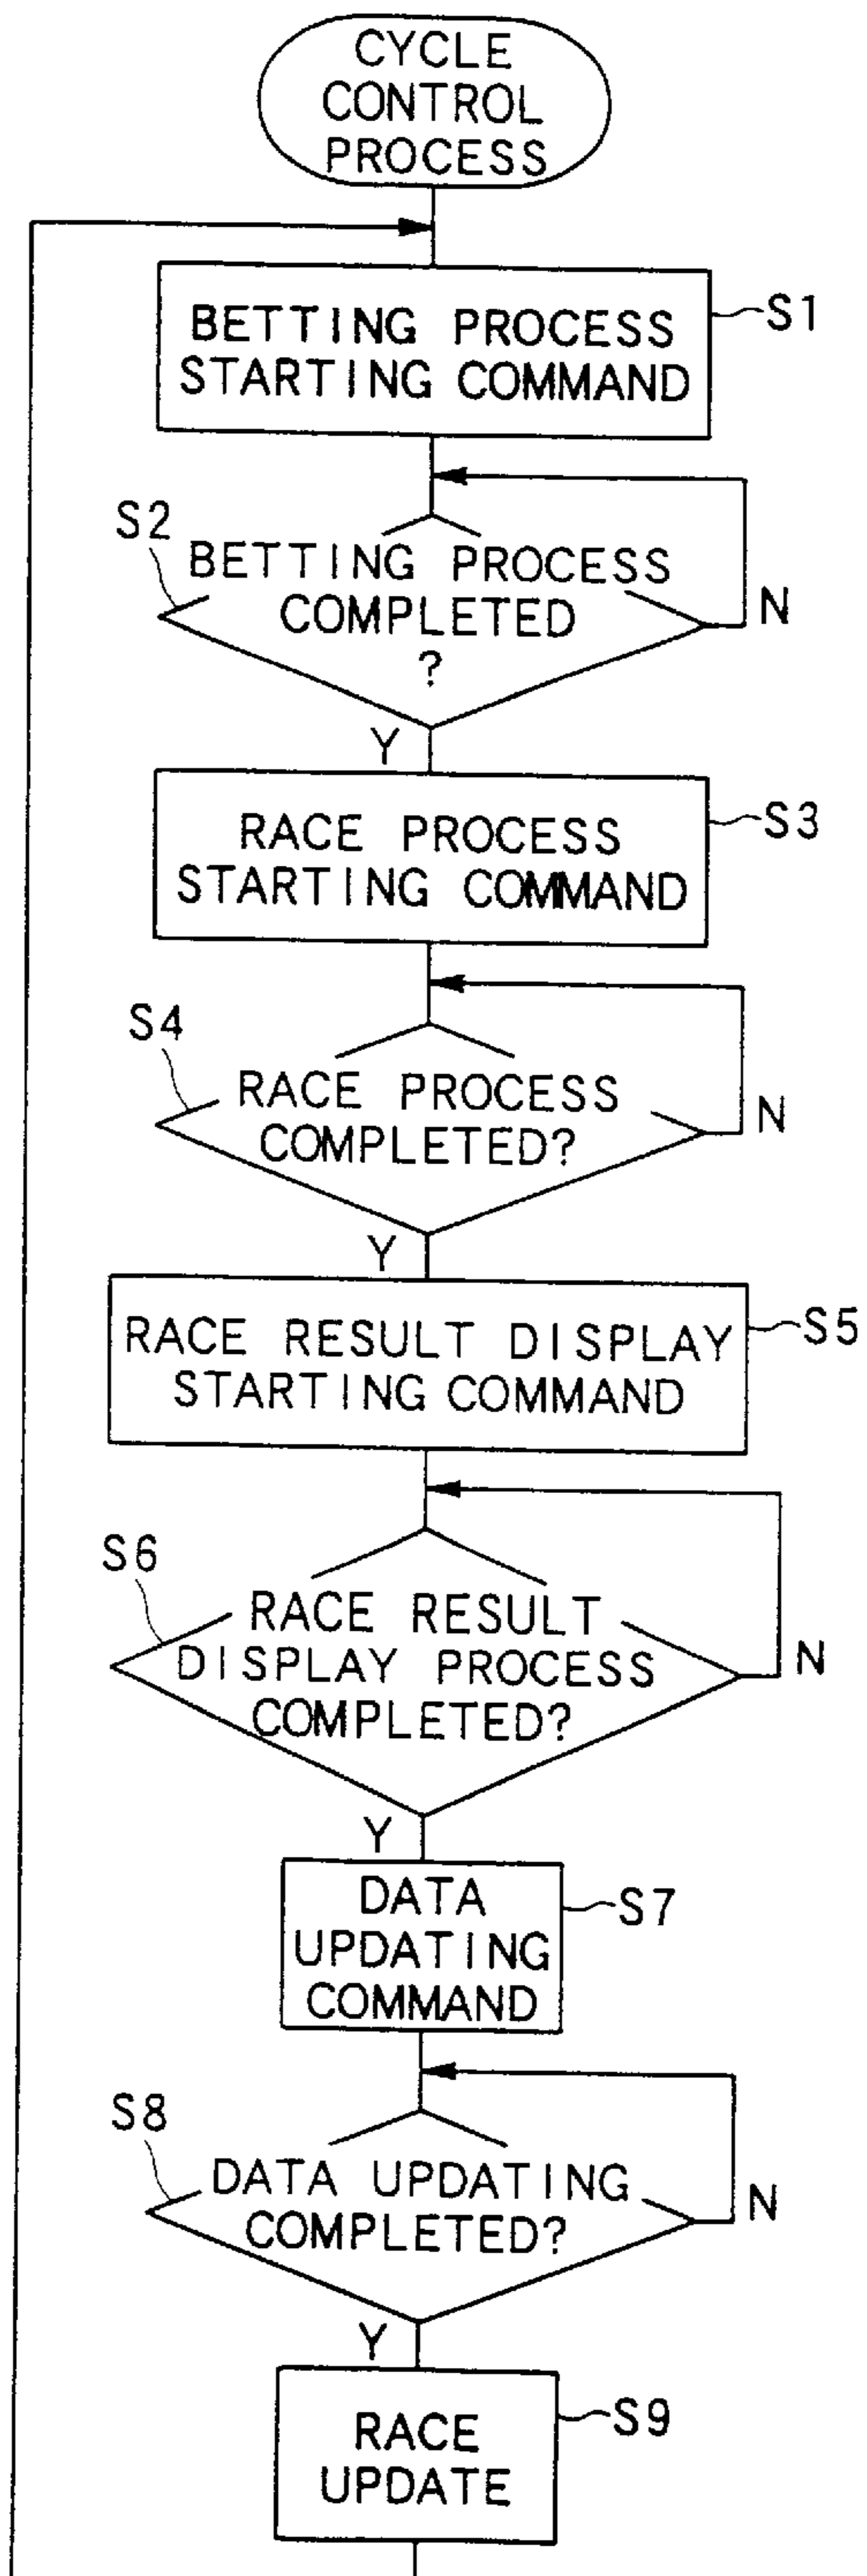 CYCLE
CONTROL
PROCESS
BETTING PROCESS
STARTING COMMAND
S1
S2
BETTING PROCESS
COMPLETED
?
N
Y
RACE PROCESS
STARTING COMMAND
S3
S4
RACE PROCESS
COMPLETED?
N
Y
RACE RESULT DISPLAY
STARTING COMMAND
S5
S6
RACE RESULT
DISPLAY PROCESS
COMPLETED?
N
Y
DATA
UPDATING
COMMAND
S7
S8
DATA UPDATING
COMPLETED?
N
Y
RACE
UPDATE
S9